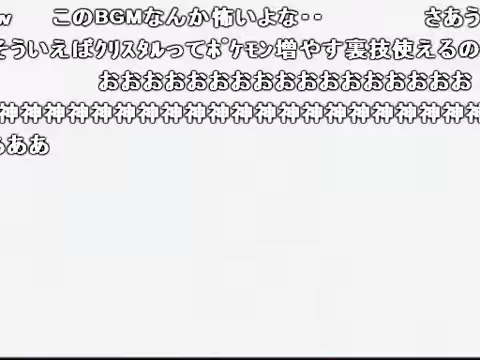 w このBGMなんか怖いよな‥ さあう
そういえばｸﾘｽﾀﾙってﾎﾟｹﾓﾝ増やす裏技使えるの
おおおおおおおおおおおおおおおおお
神神神神神神神神神神神神神神神神神神神神
ああ